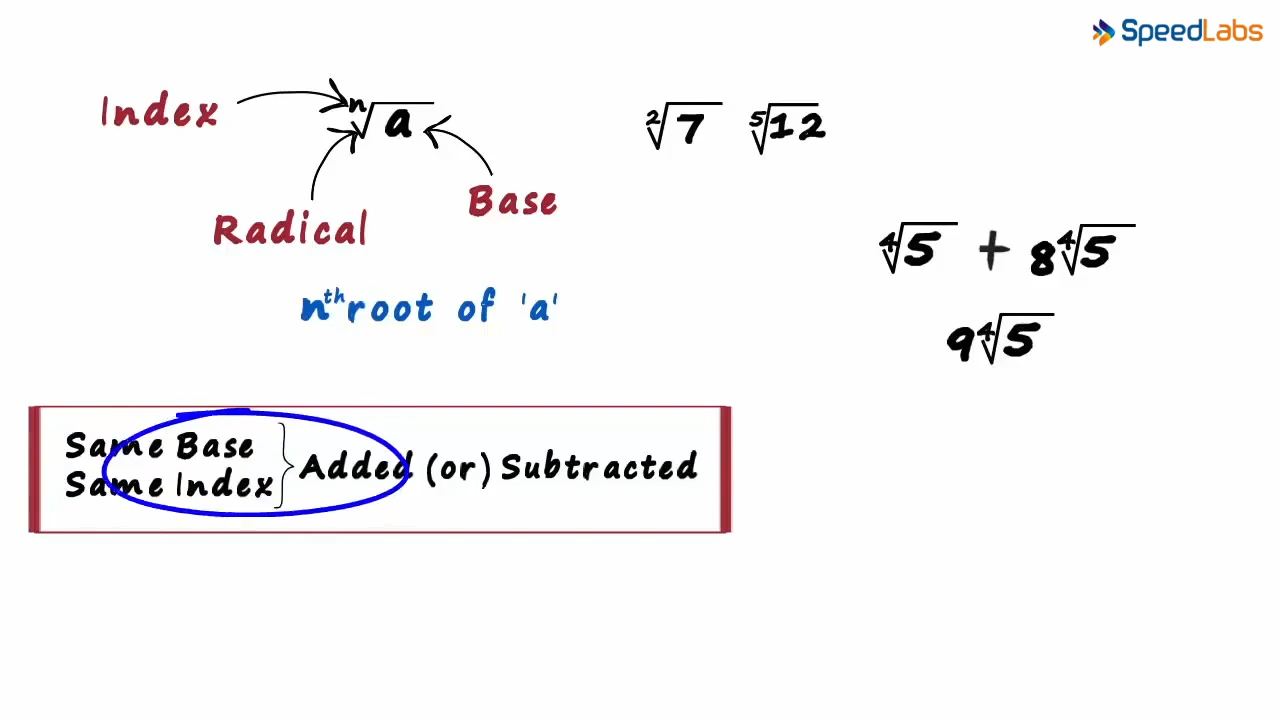 SpeedLabs
Index
ⁿ√a
Radical
Base
nᵗʰ root of 'a'
²√7 ⁵√12
⁴√5 + 8⁴√5
9⁴√5
Same Base
Same Index
} Added (or) Subtracted